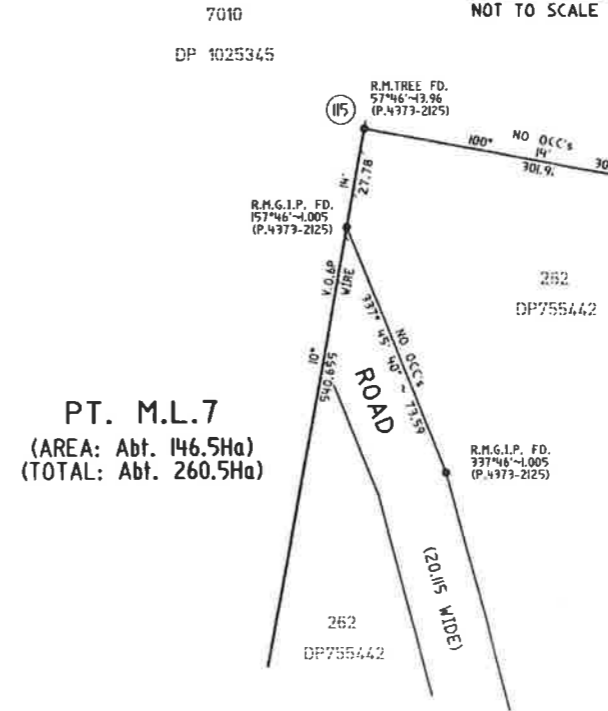 NOT TO SCALE
7010
DP 1025345
R.M.TREE FD.
57°46'~13.96
(P.4373-2125)
115
100° 14'
NO OCC's
301.9
30
14'
27.78
R.M.G.I.P. FD.
157°46'~1.005
(P.4373-2125)
V.O.6P
WIRE
10°
540.655
337° 45' 40" ~ 73.59
NO OCC's
262
DP755442
ROAD
PT. M.L.7
(AREA: Abt. 146.5Ha)
(TOTAL: Abt. 260.5Ha)
R.M.G.I.P. FD.
337°46'~1.005
(P.4373-2125)
(20.115 WIDE)
262
DP755442